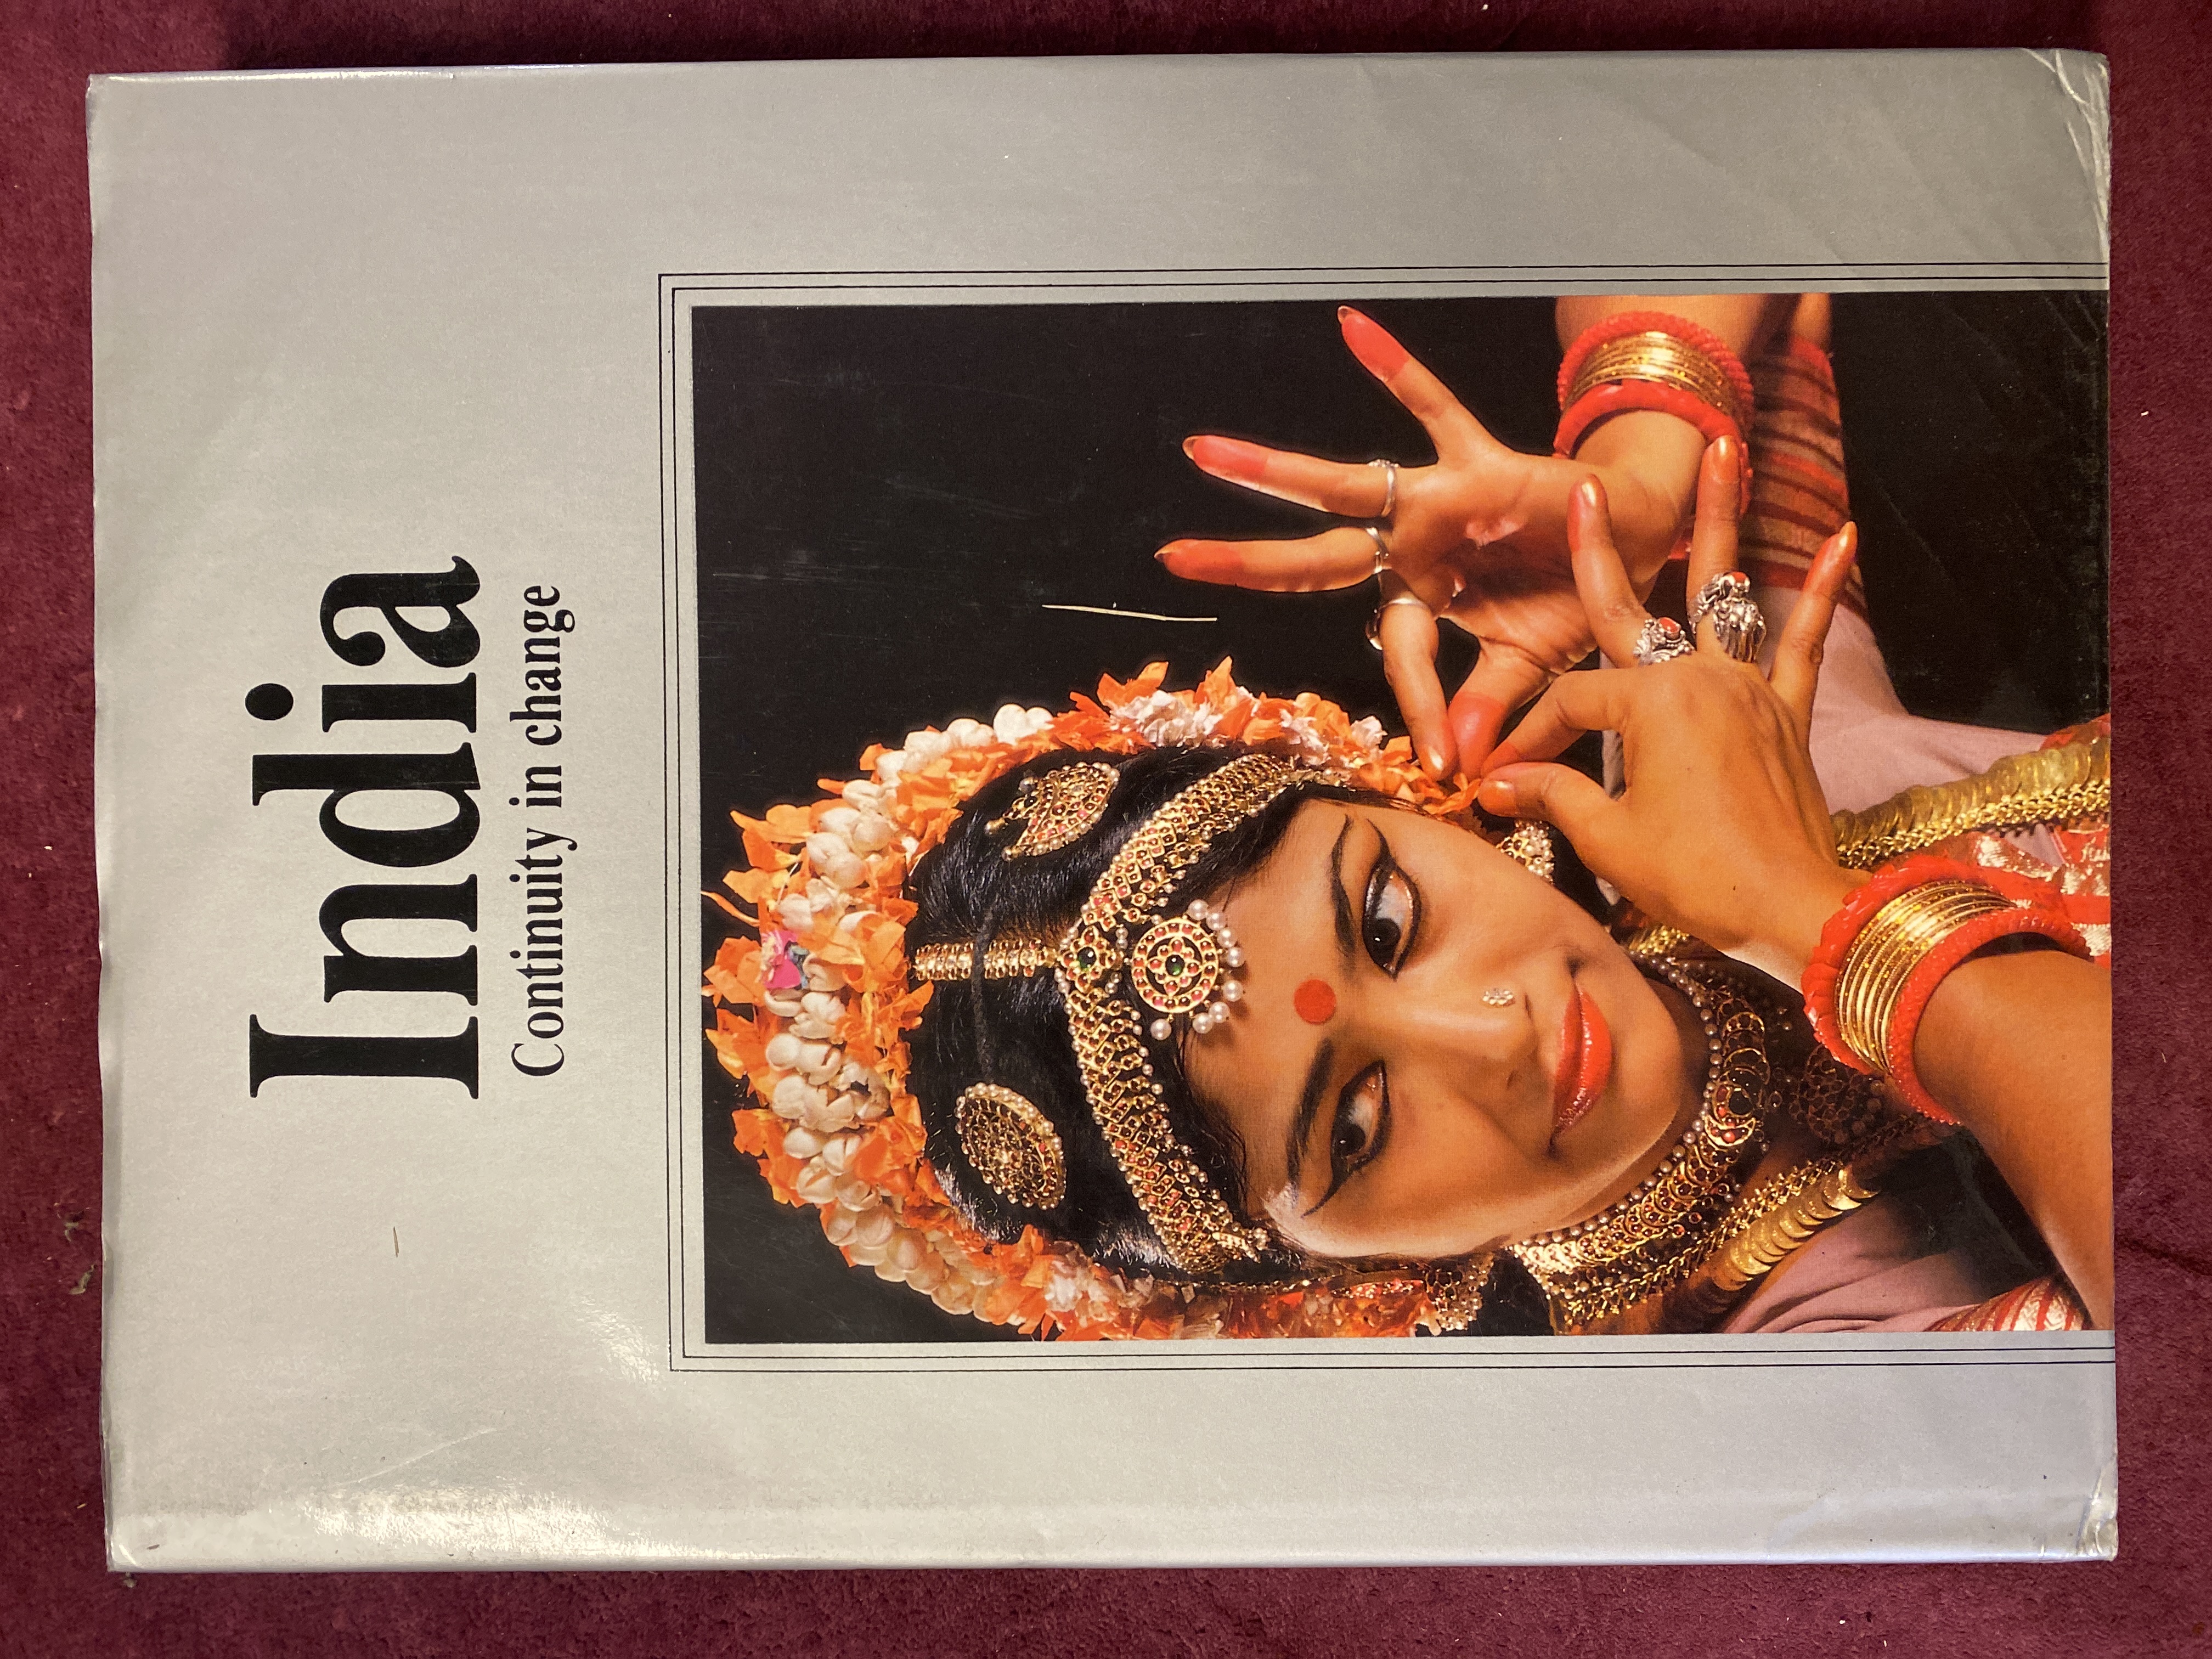 India
Continuity in change